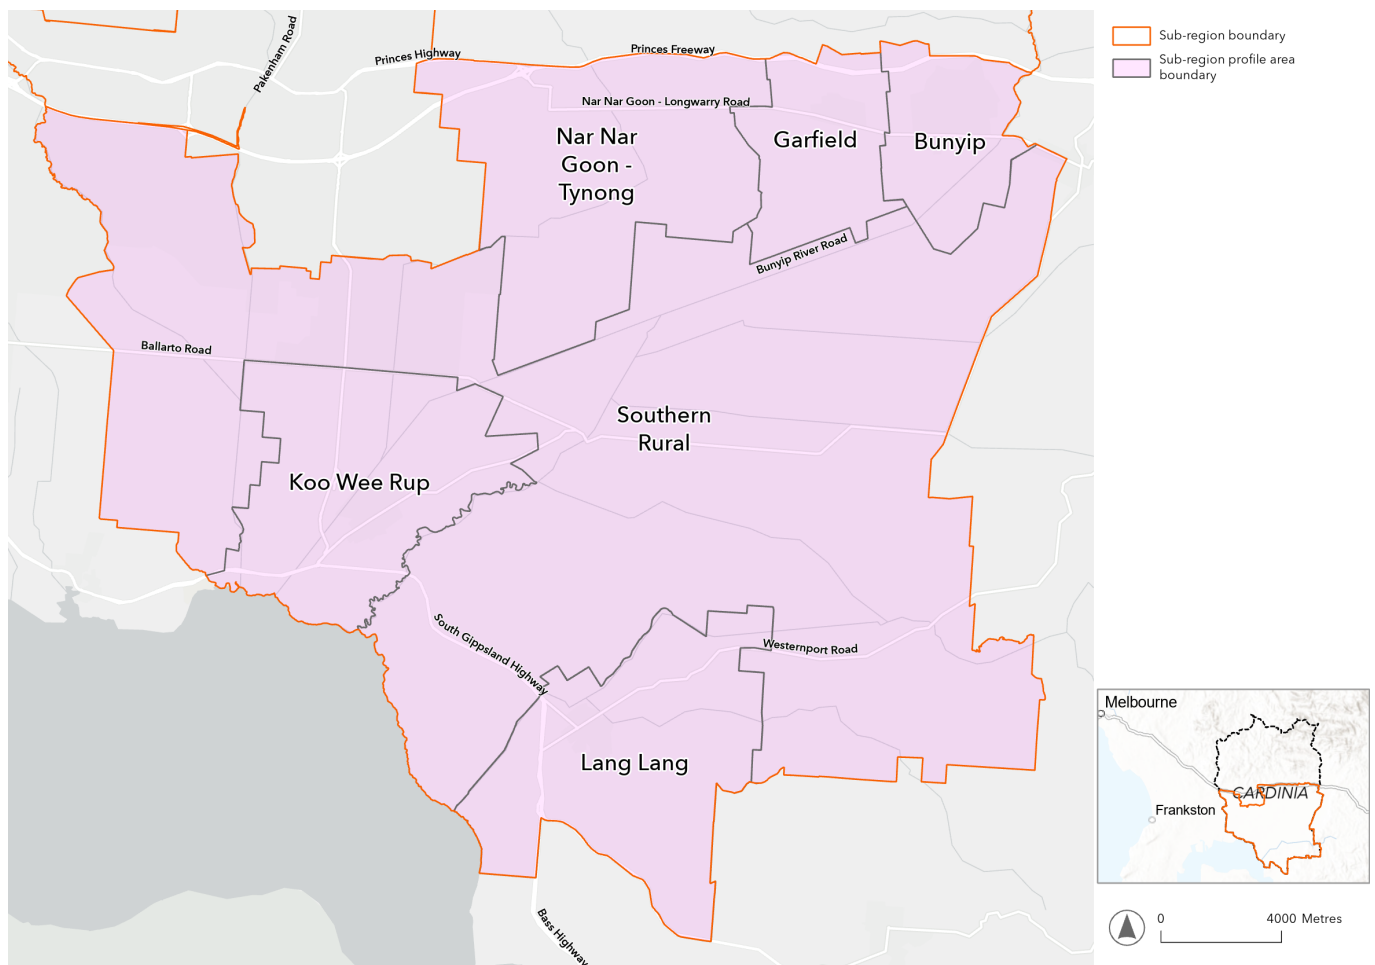 Pakenham Road
Princes Highway
Princes Freeway
Nar Nar Goon - Longwarry Road
Nar Nar
Goon -
Tynong
Garfield
Bunyip
Bunyip River Road
Ballarto Road
Southern
Rural
Koo Wee Rup
South Gippsland Highway
Westernport Road
Lang Lang
Bass Highway
Sub-region boundary
Sub-region profile area
boundary
Melbourne
CARDINIA
Frankston
0 4000 Metres